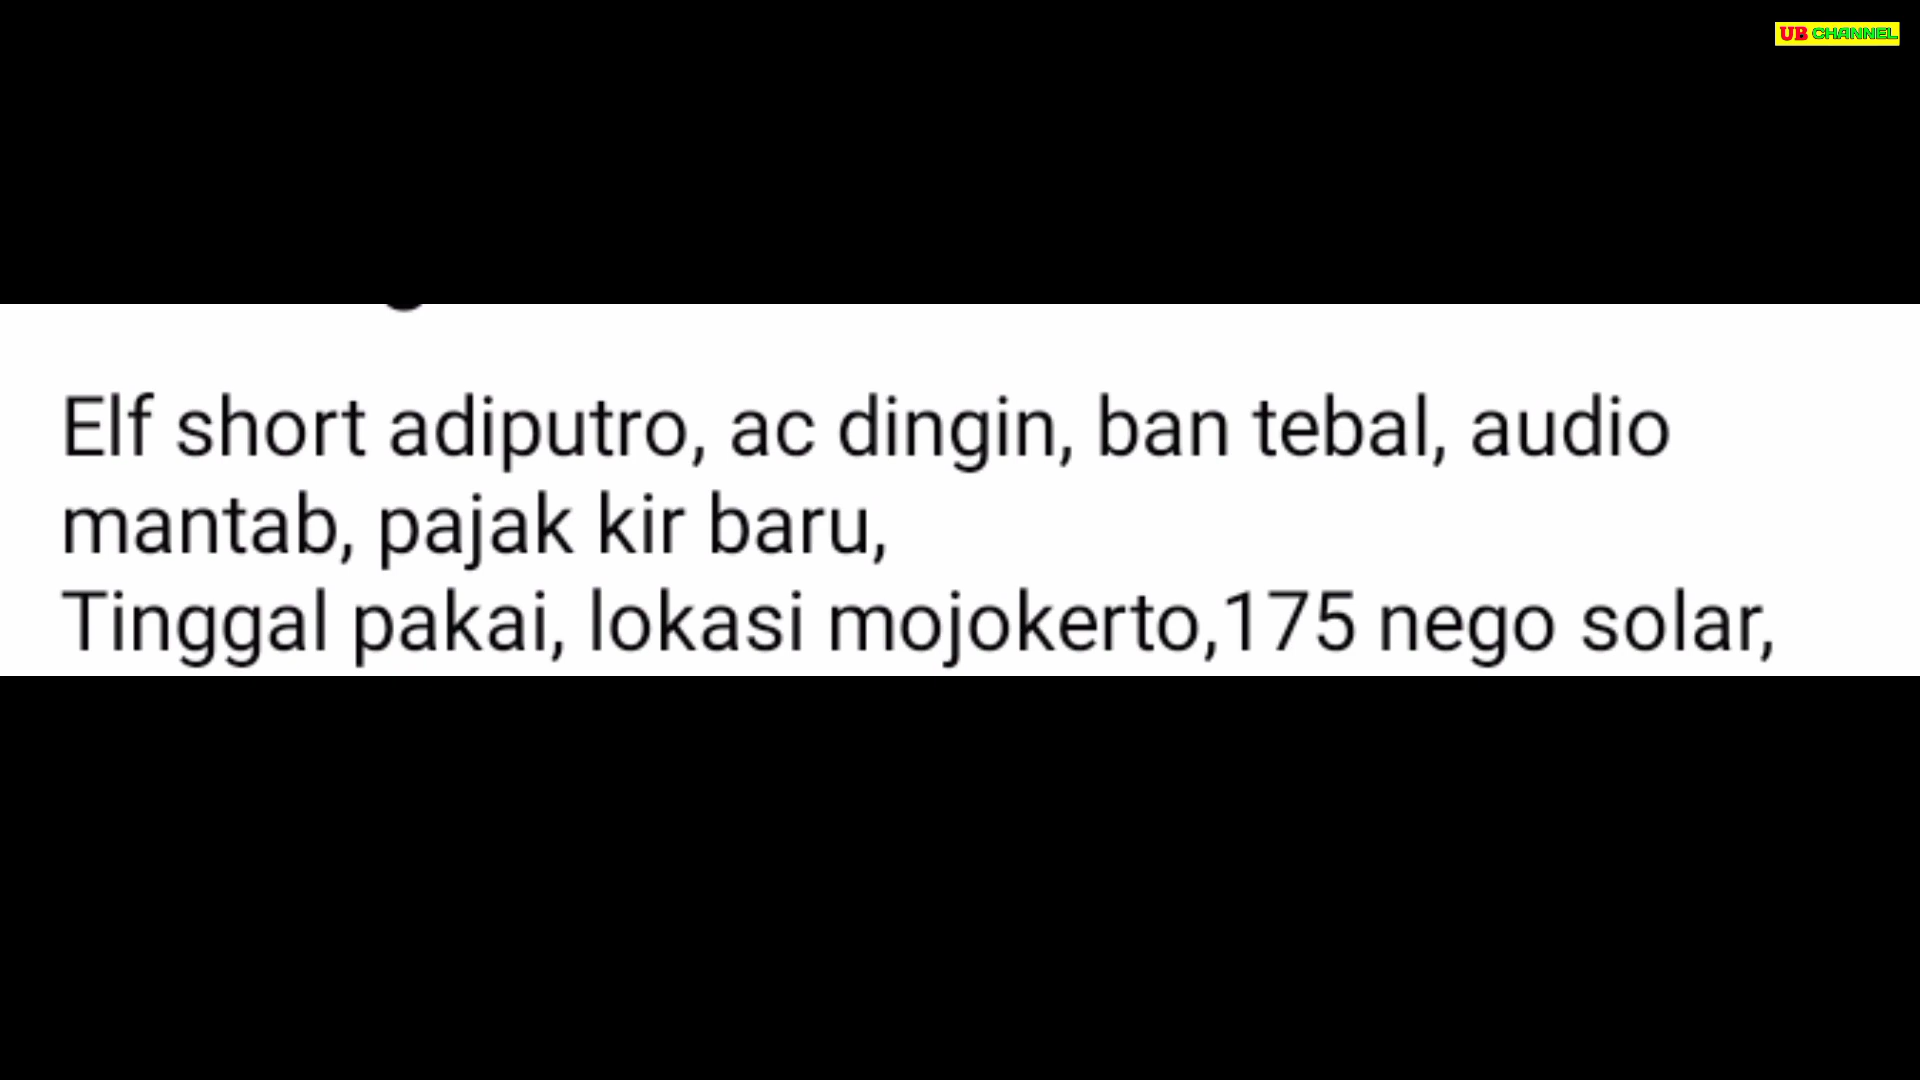 UB CHANNEL
Elf short adiputro, ac dingin, ban tebal, audio
mantab, pajak kir baru,
Tinggal pakai, lokasi mojokerto,175 nego solar,